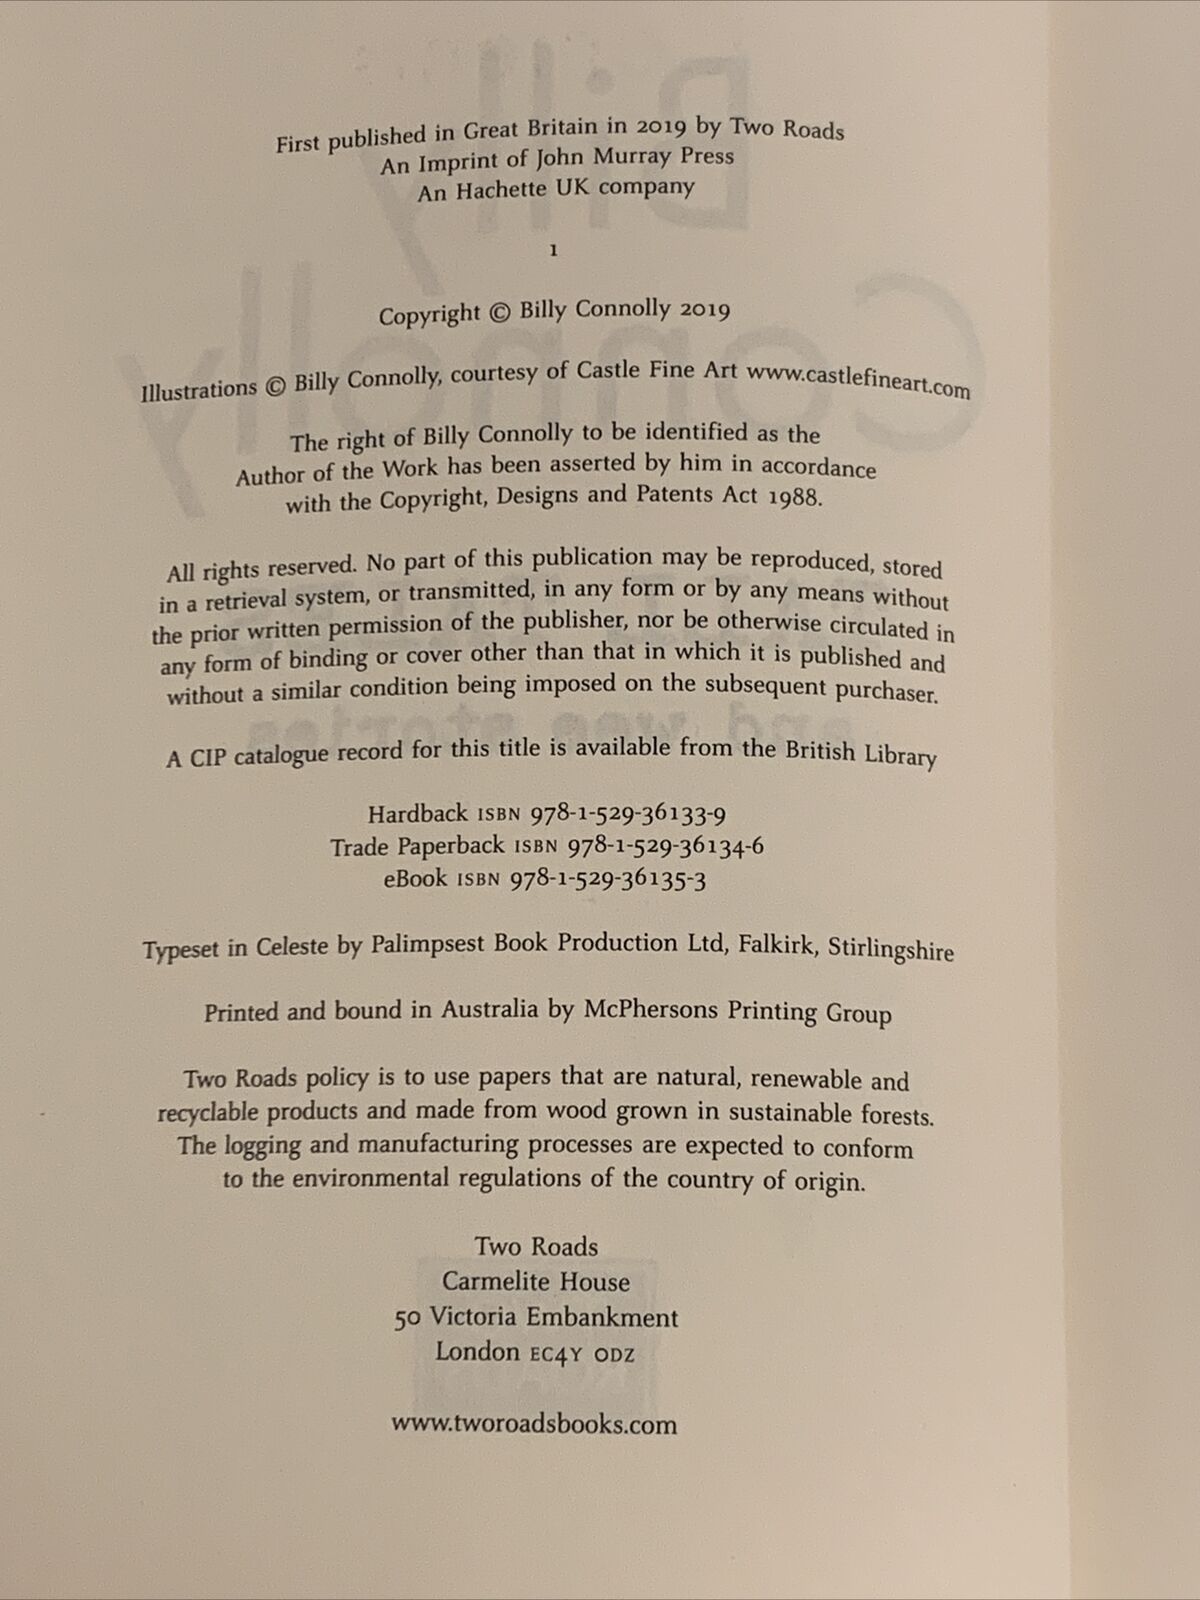 First published in Great Britain in 2019 by Two Roads
An Imprint of John Murray Press
An Hachette UK company
1
Copyright © Billy Connolly 2019
Illustrations © Billy Connolly, courtesy of Castle Fine Art www.castlefineart.com
The right of Billy Connolly to be identified as the
Author of the Work has been asserted by him in accordance
with the Copyright, Designs and Patents Act 1988.
All rights reserved. No part of this publication may be reproduced, stored
in a retrieval system, or transmitted, in any form or by any means without
the prior written permission of the publisher, nor be otherwise circulated in
any form of binding or cover other than that in which it is published and
without a similar condition being imposed on the subsequent purchaser.
A CIP catalogue record for this title is available from the British Library
Hardback ISBN 978-1-529-36133-9
Trade Paperback ISBN 978-1-529-36134-6
eBook ISBN 978-1-529-36135-3
Typeset in Celeste by Palimpsest Book Production Ltd, Falkirk, Stirlingshire
Printed and bound in Australia by McPhersons Printing Group
Two Roads policy is to use papers that are natural, renewable and
recyclable products and made from wood grown in sustainable forests.
The logging and manufacturing processes are expected to conform
to the environmental regulations of the country of origin.
Two Roads
Carmelite House
50 Victoria Embankment
London EC4Y 0DZ
www.tworoadsbooks.com